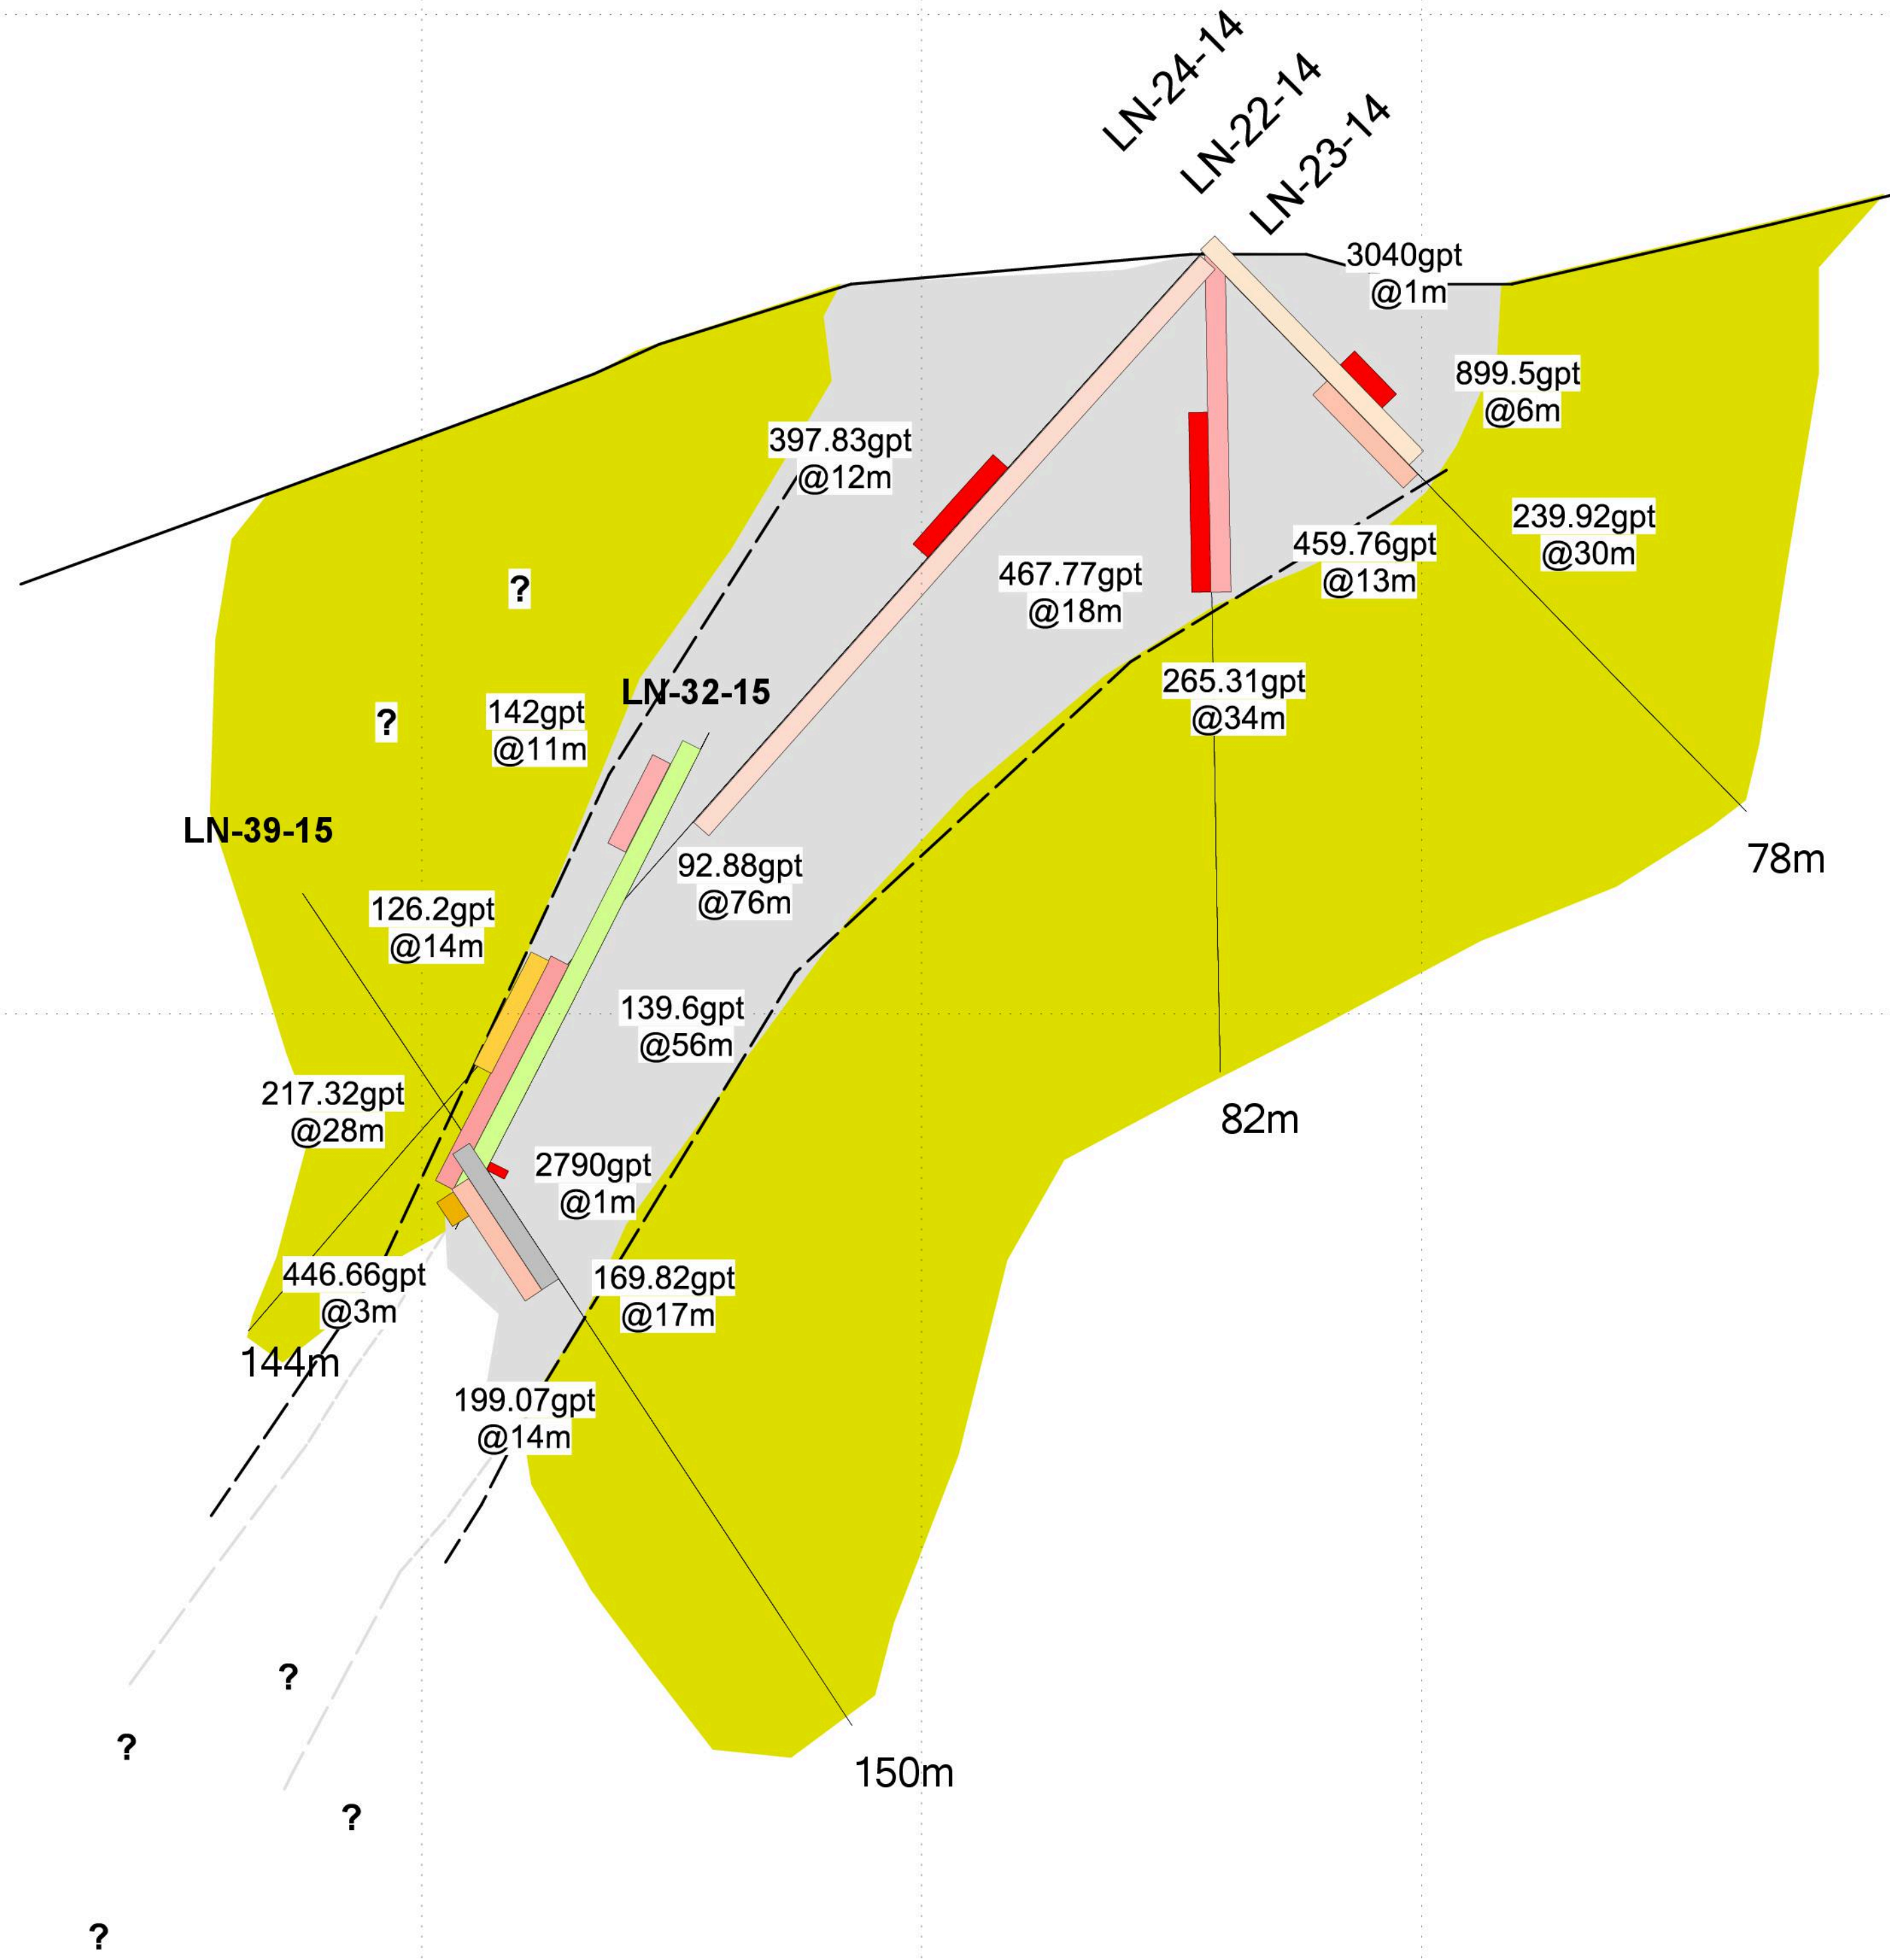 LN-24-14
LN-22-14
LN-23-14
3040gpt
@1m
899.5gpt
@6m
397.83gpt
@12m
239.92gpt
@30m
459.76gpt
@13m
467.77gpt
@18m
?
265.31gpt
@34m
LN-32-15
142gpt
@11m
?
LN-39-15
78m
92.88gpt
@76m
126.2gpt
@14m
139.6gpt
@56m
217.32gpt
@28m
82m
2790gpt
@1m
446.66gpt
@3m
169.82gpt
@17m
144m
199.07gpt
@14m
?
?
150m
?
?